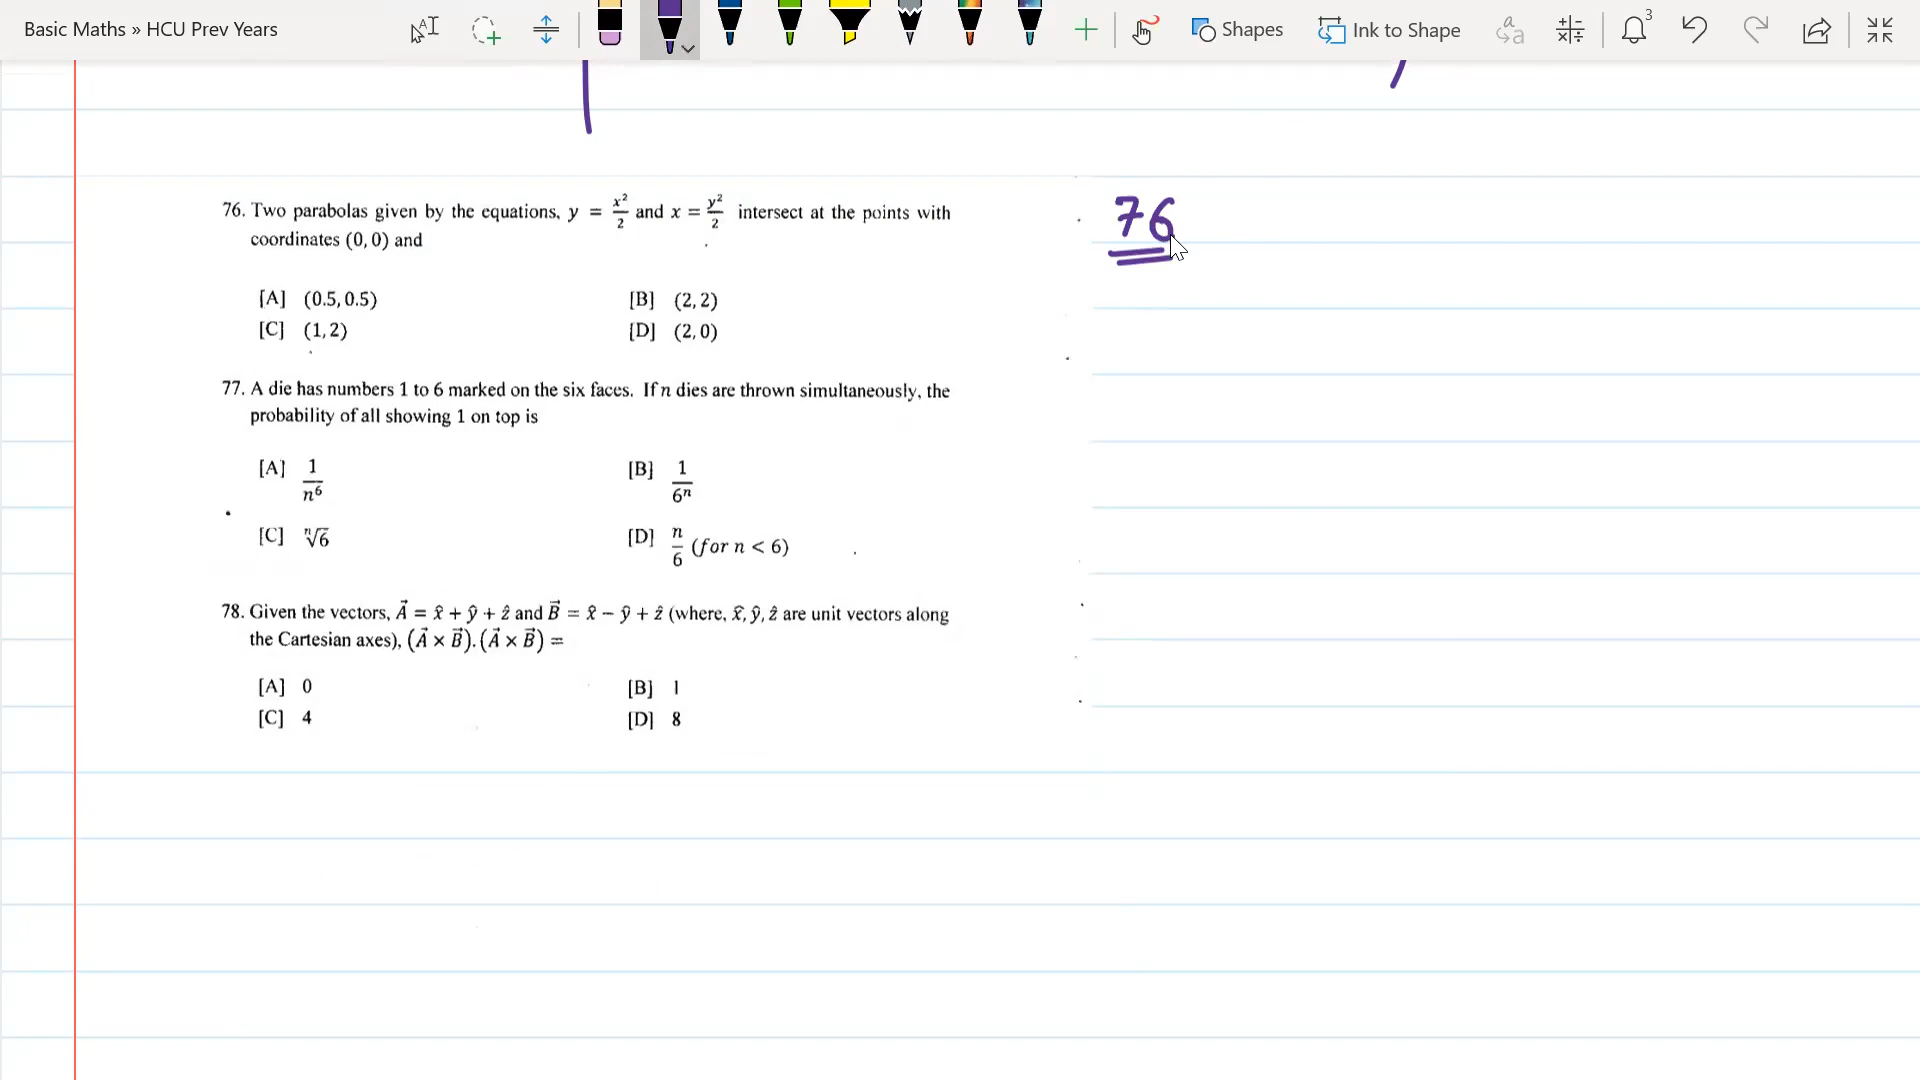 Basic Maths » HCU Prev Years
Shapes
Ink to Shape
3
76. Two parabolas given by the equations, y = x²/2 and x = y²/2 intersect at the points with
coordinates (0, 0) and
[A] (0.5, 0.5) [B] (2, 2)
[C] (1, 2) [D] (2, 0)
77. A die has numbers 1 to 6 marked on the six faces. If n dies are thrown simultaneously, the
probability of all showing 1 on top is
[A] 1/n⁶ [B] 1/6ⁿ
[C] ⁿ√6 [D] n/6 (for n < 6)
78. Given the vectors, A⃗ = x̂ + ŷ + ẑ and B⃗ = x̂ − ŷ + ẑ (where, x̂, ŷ, ẑ are unit vectors along
the Cartesian axes), (A⃗ × B⃗). (A⃗ × B⃗) =
[A] 0 [B] 1
[C] 4 [D] 8
76